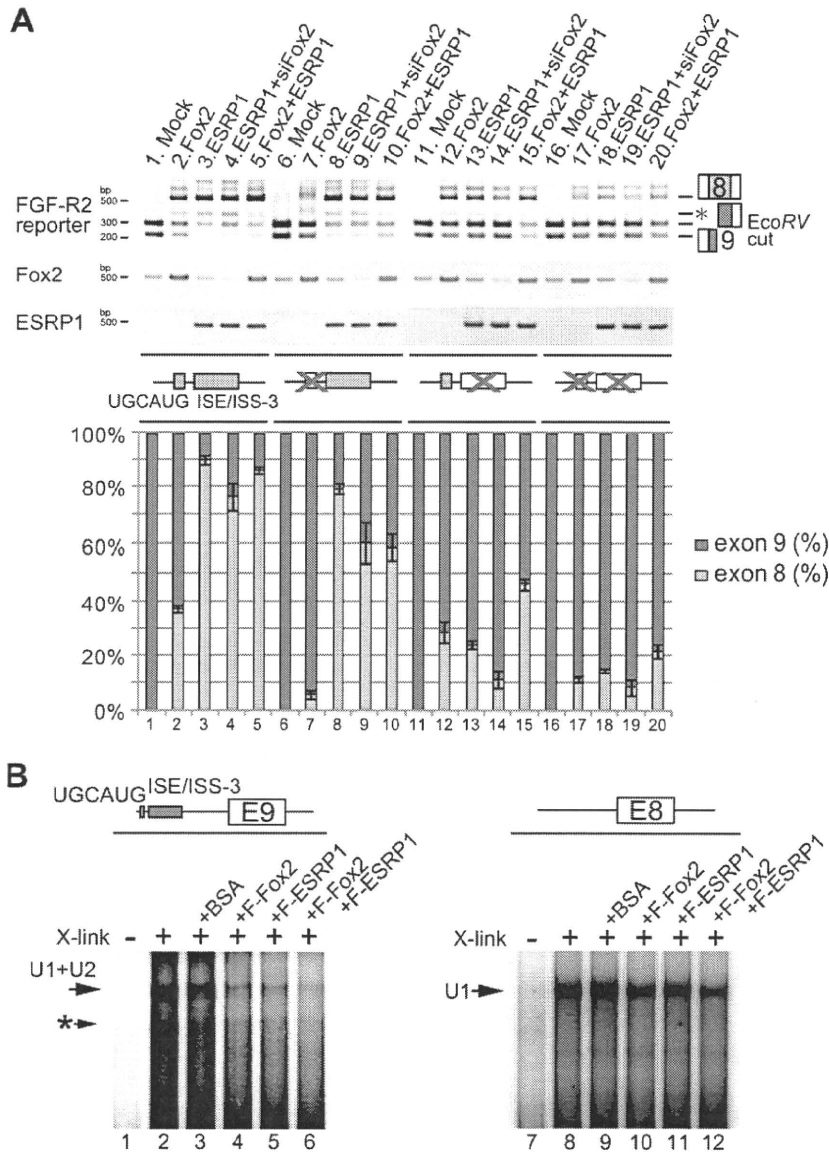 A
1. Mock
2.Fox2
3.ESRP1
4.ESRP1+siFox2
5.Fox2+ESRP1
6. Mock
7.Fox2
8.ESRP1
9.ESRP1+siFox2
10.Fox2+ESRP1
11. Mock
12.Fox2
13.ESRP1
14.ESRP1+siFox2
15.Fox2+ESRP1
16. Mock
17.Fox2
18.ESRP1
19.ESRP1+siFox2
20.Fox2+ESRP1
FGF-R2
reporter
bp
500
300
200
8
*
9
EcoRV
cut
Fox2
bp
500
ESRP1
bp
500
UGCAUG ISE/ISS-3
100%
80%
60%
40%
20%
0%
1 2 3 4 5 6 7 8 9 10 11 12 13 14 15 16 17 18 19 20
exon 9 (%)
exon 8 (%)
B
UGCAUG ISE/ISS-3
E9
+BSA
+F-Fox2
+F-ESRP1
+F-Fox2
+F-ESRP1
X-link - + + + + +
U1+U2
*
1 2 3 4 5 6
E8
+BSA
+F-Fox2
+F-ESRP1
+F-Fox2
+F-ESRP1
X-link - + + + + +
U1
7 8 9 10 11 12